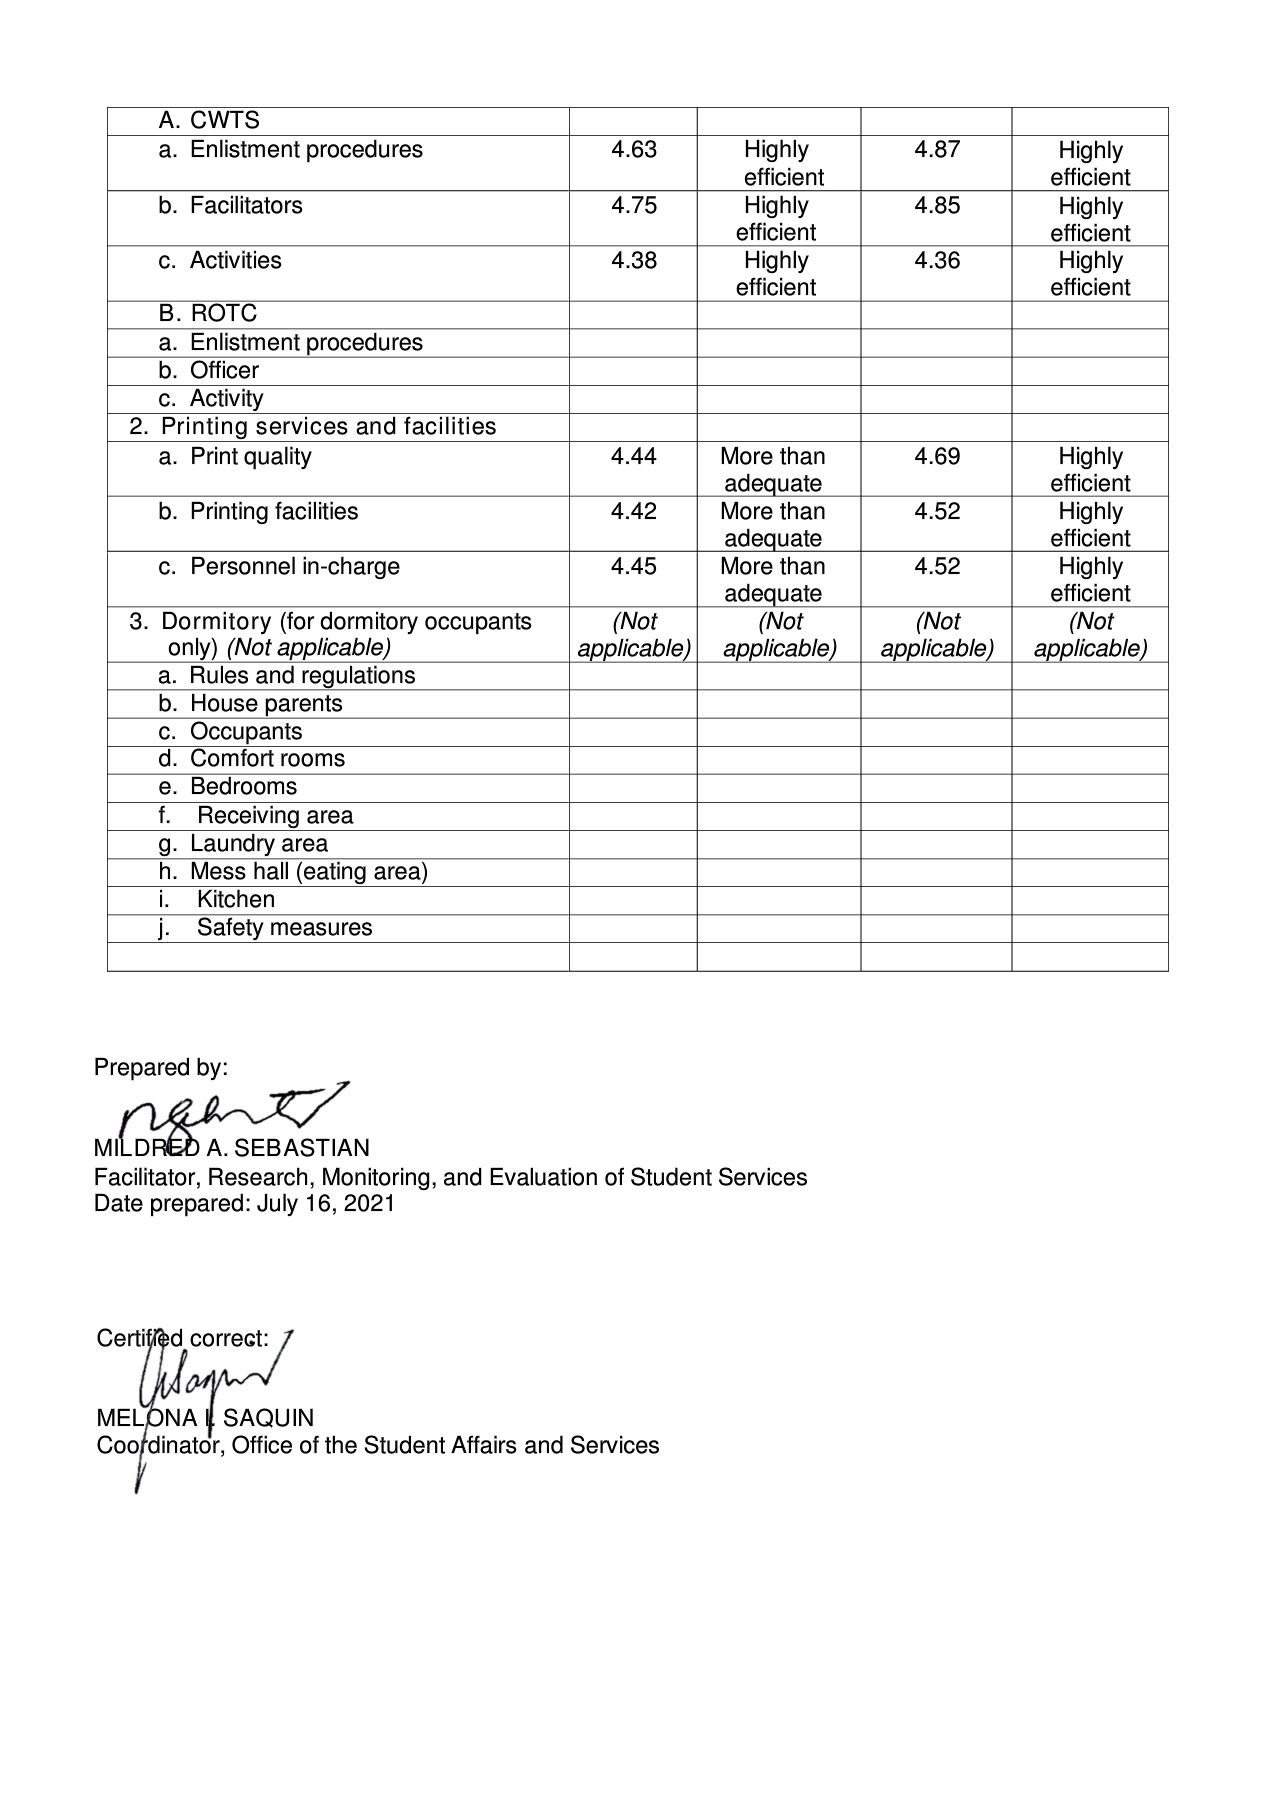 A. CWTS
a. Enlistment procedures 4.63 Highly efficient 4.87 Highly efficient
b. Facilitators 4.75 Highly efficient 4.85 Highly efficient
c. Activities 4.38 Highly efficient 4.36 Highly efficient
B. ROTC
a. Enlistment procedures
b. Officer
c. Activity
2. Printing services and facilities
a. Print quality 4.44 More than adequate 4.69 Highly efficient
b. Printing facilities 4.42 More than adequate 4.52 Highly efficient
c. Personnel in-charge 4.45 More than adequate 4.52 Highly efficient
3. Dormitory (for dormitory occupants only) (Not applicable) (Not applicable) (Not applicable) (Not applicable) (Not applicable)
a. Rules and regulations
b. House parents
c. Occupants
d. Comfort rooms
e. Bedrooms
f. Receiving area
g. Laundry area
h. Mess hall (eating area)
i. Kitchen
j. Safety measures
Prepared by:
MILDRED A. SEBASTIAN
Facilitator, Research, Monitoring, and Evaluation of Student Services
Date prepared: July 16, 2021
Certified correct:
MELONA I. SAQUIN
Coordinator, Office of the Student Affairs and Services